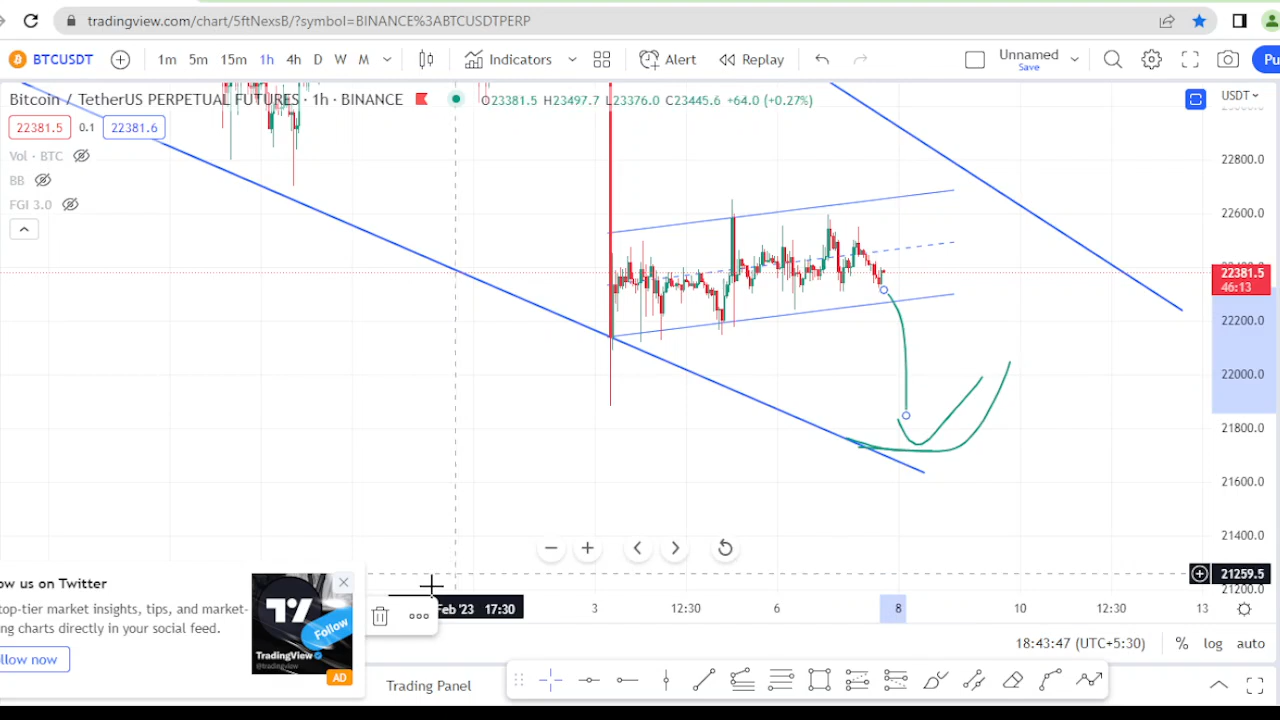 tradingview.com/chart/5ftNexsB/?symbol=BINANCE%3ABTCUSDTPERP
BTCUSDT 1m 5m 15m 1h 4h D W M Indicators Alert Replay Unnamed Save Pu
Bitcoin / TetherUS PERPETUAL FUTURES · 1h · BINANCE O23381.5 H23497.7 L23376.0 C23445.6 +64.0 (+0.27%) USDT
22381.5 0.1 22381.6
Vol · BTC
BB
FGI 3.0
22800.0
22600.0
22381.5
46:13
22200.0
22000.0
21800.0
21600.0
21400.0
21259.5
21200.0
Feb '23 17:30 3 12:30 6 8 10 12:30 13
ow us on Twitter
top-tier market insights, tips, and market-
ng charts directly in your social feed.
llow now
Follow
TradingView
@tradingview
AD
18:43:47 (UTC+5:30) % log auto
Trading Panel